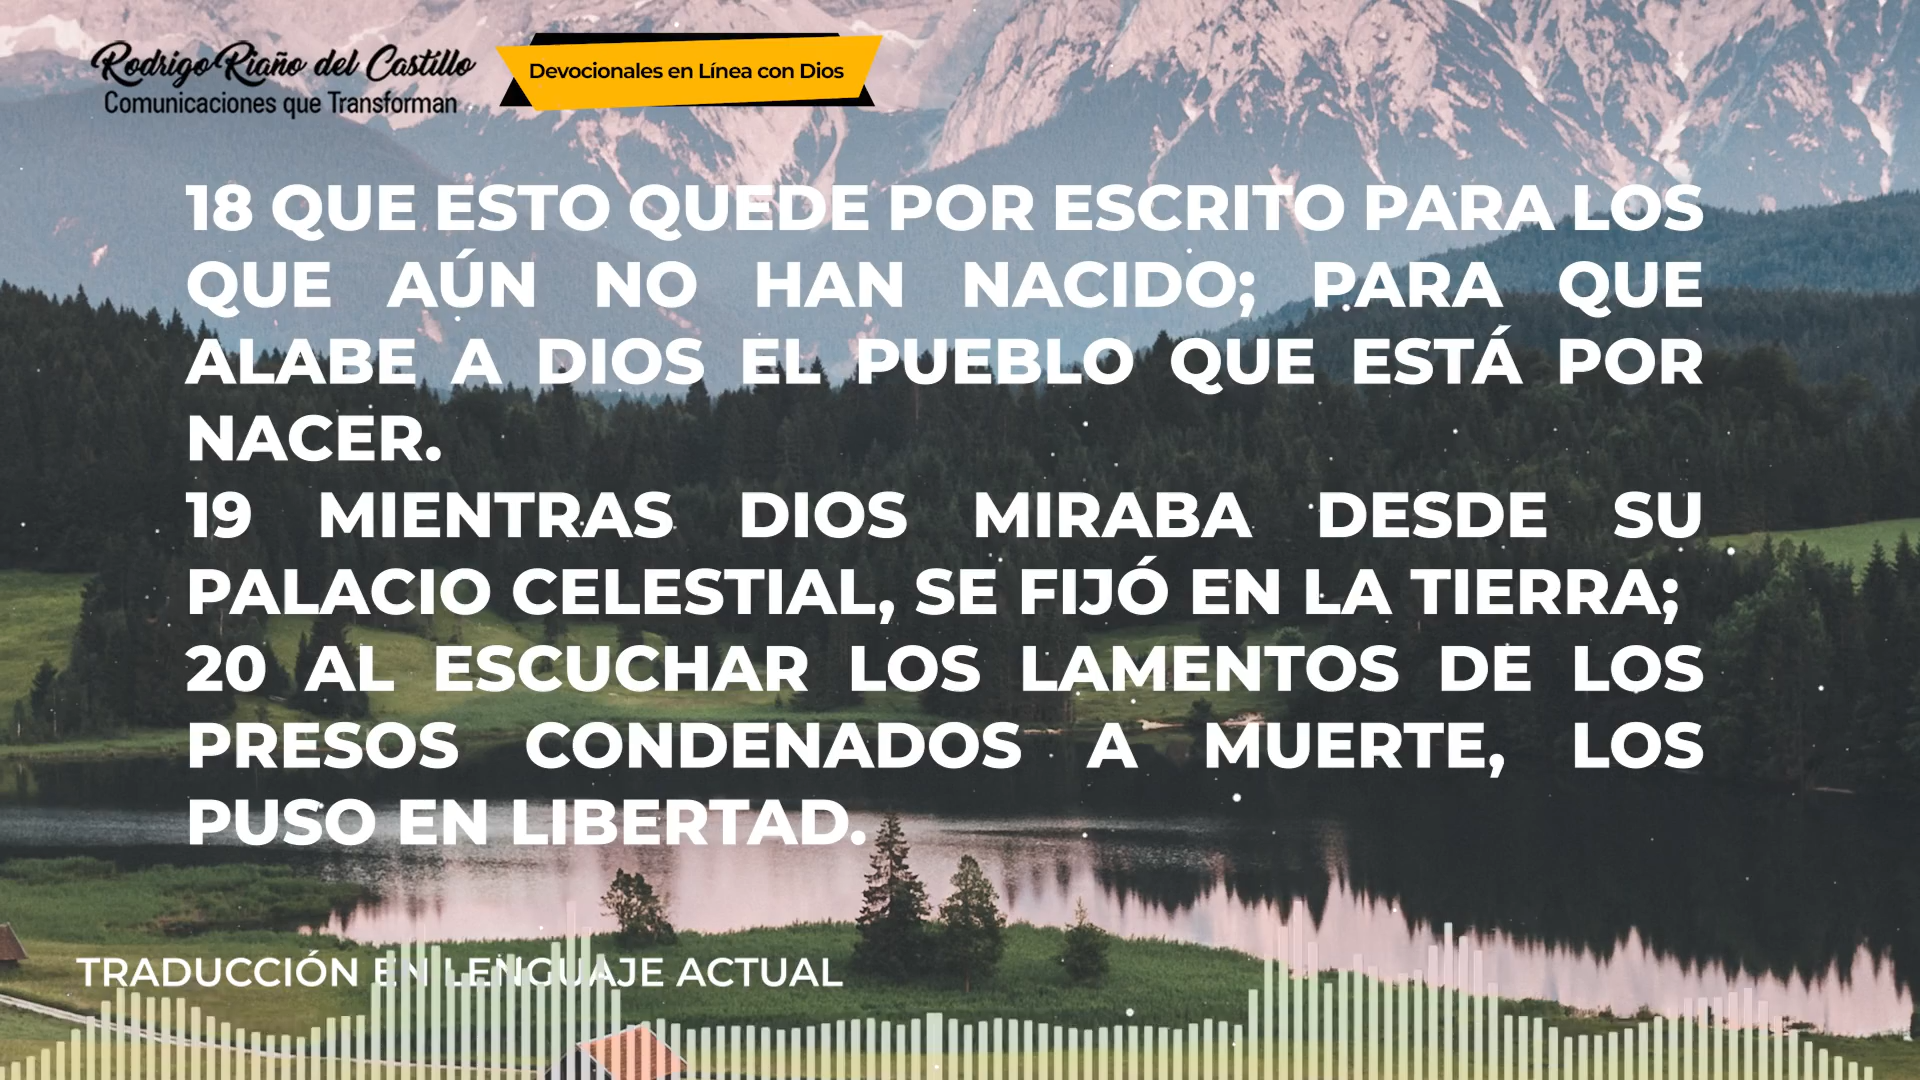 Rodrigo Riaño del Castillo
Comunicaciones que Transforman
Devocionales en Línea con Dios
18 QUE ESTO QUEDE POR ESCRITO PARA LOS
QUE AÚN NO HAN NACIDO; PARA QUE
ALABE A DIOS EL PUEBLO QUE ESTÁ POR
NACER.
19 MIENTRAS DIOS MIRABA DESDE SU
PALACIO CELESTIAL, SE FIJÓ EN LA TIERRA;
20 AL ESCUCHAR LOS LAMENTOS DE LOS
PRESOS CONDENADOS A MUERTE, LOS
PUSO EN LIBERTAD.
TRADUCCIÓN EN LENGUAJE ACTUAL